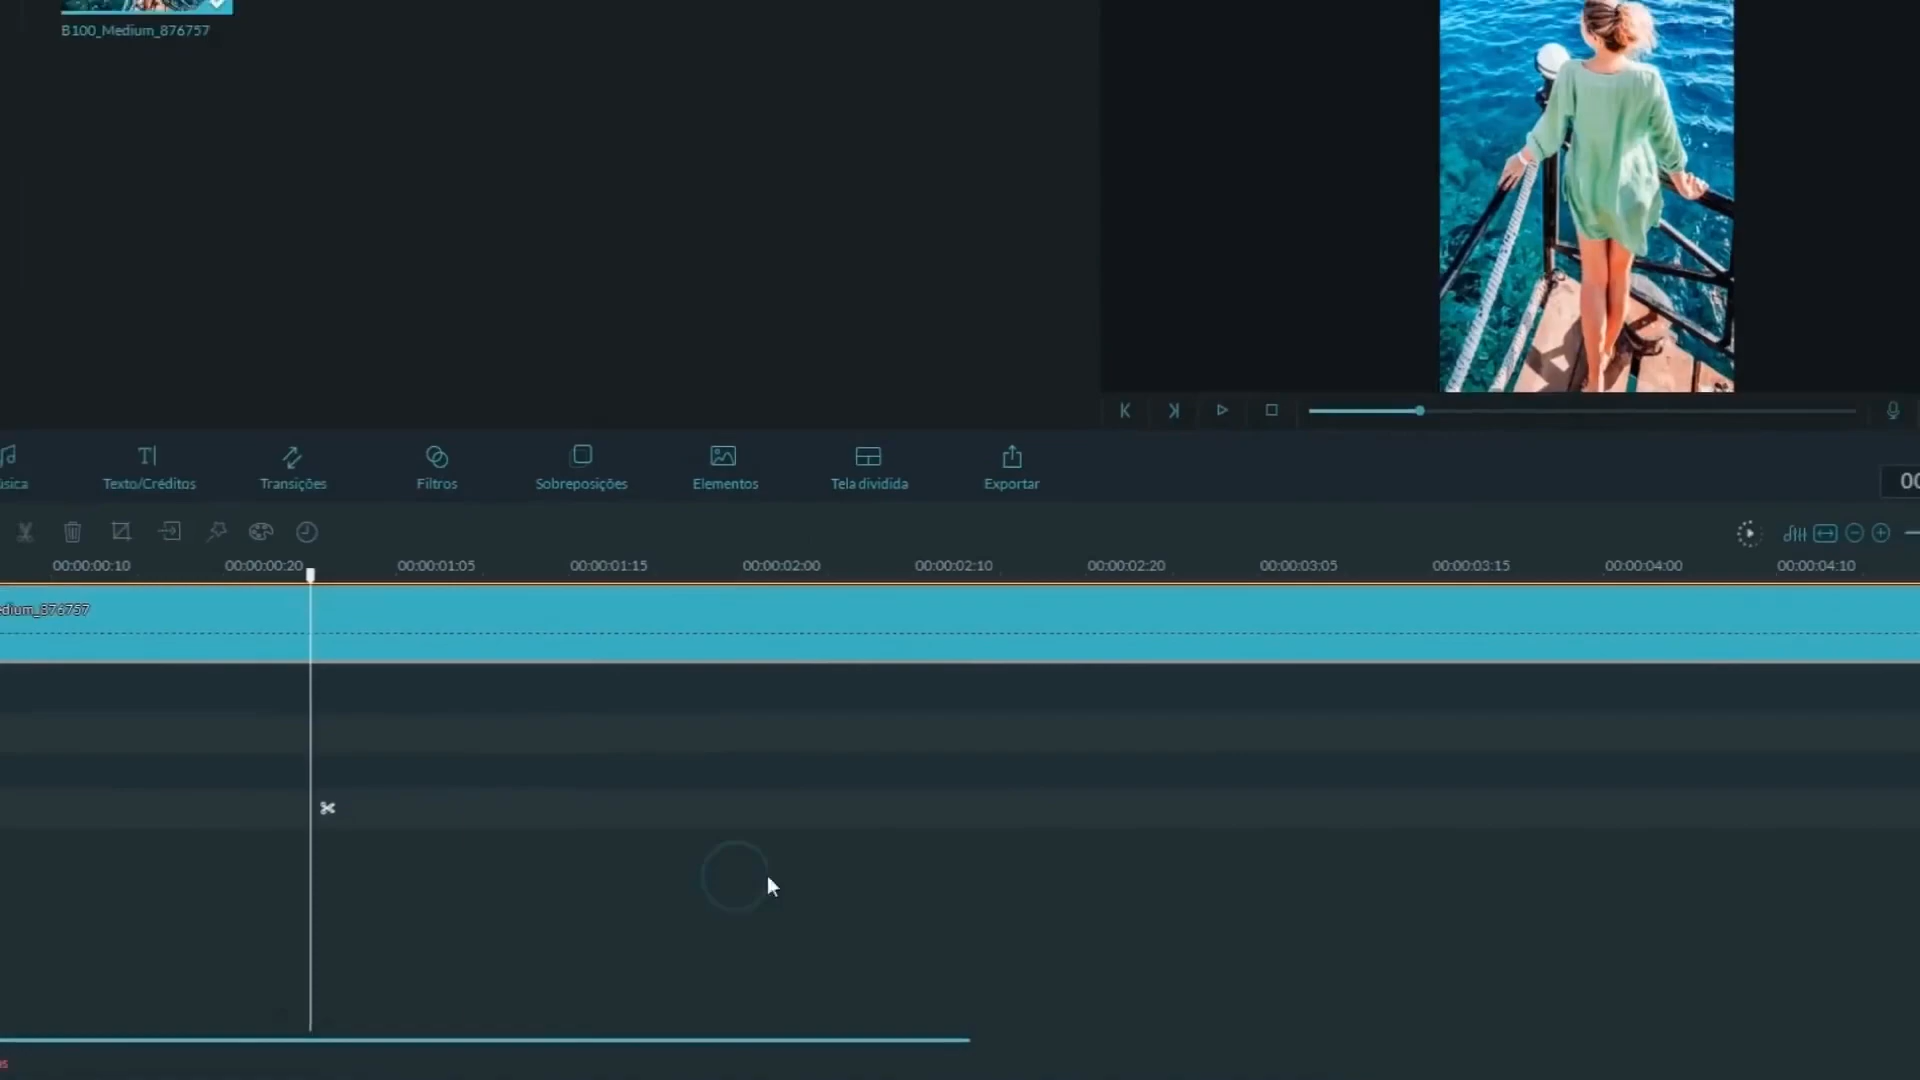 B100_Medium_876757
Texto/Créditos
Transições
Filtros
Sobreposições
Elementos
Tela dividida
Exportar
00
00:00:00:10
00:00:00:20
00:00:01:05
00:00:01:15
00:00:02:00
00:00:02:10
00:00:02:20
00:00:03:05
00:00:03:15
00:00:04:00
00:00:04:10
edium_876757